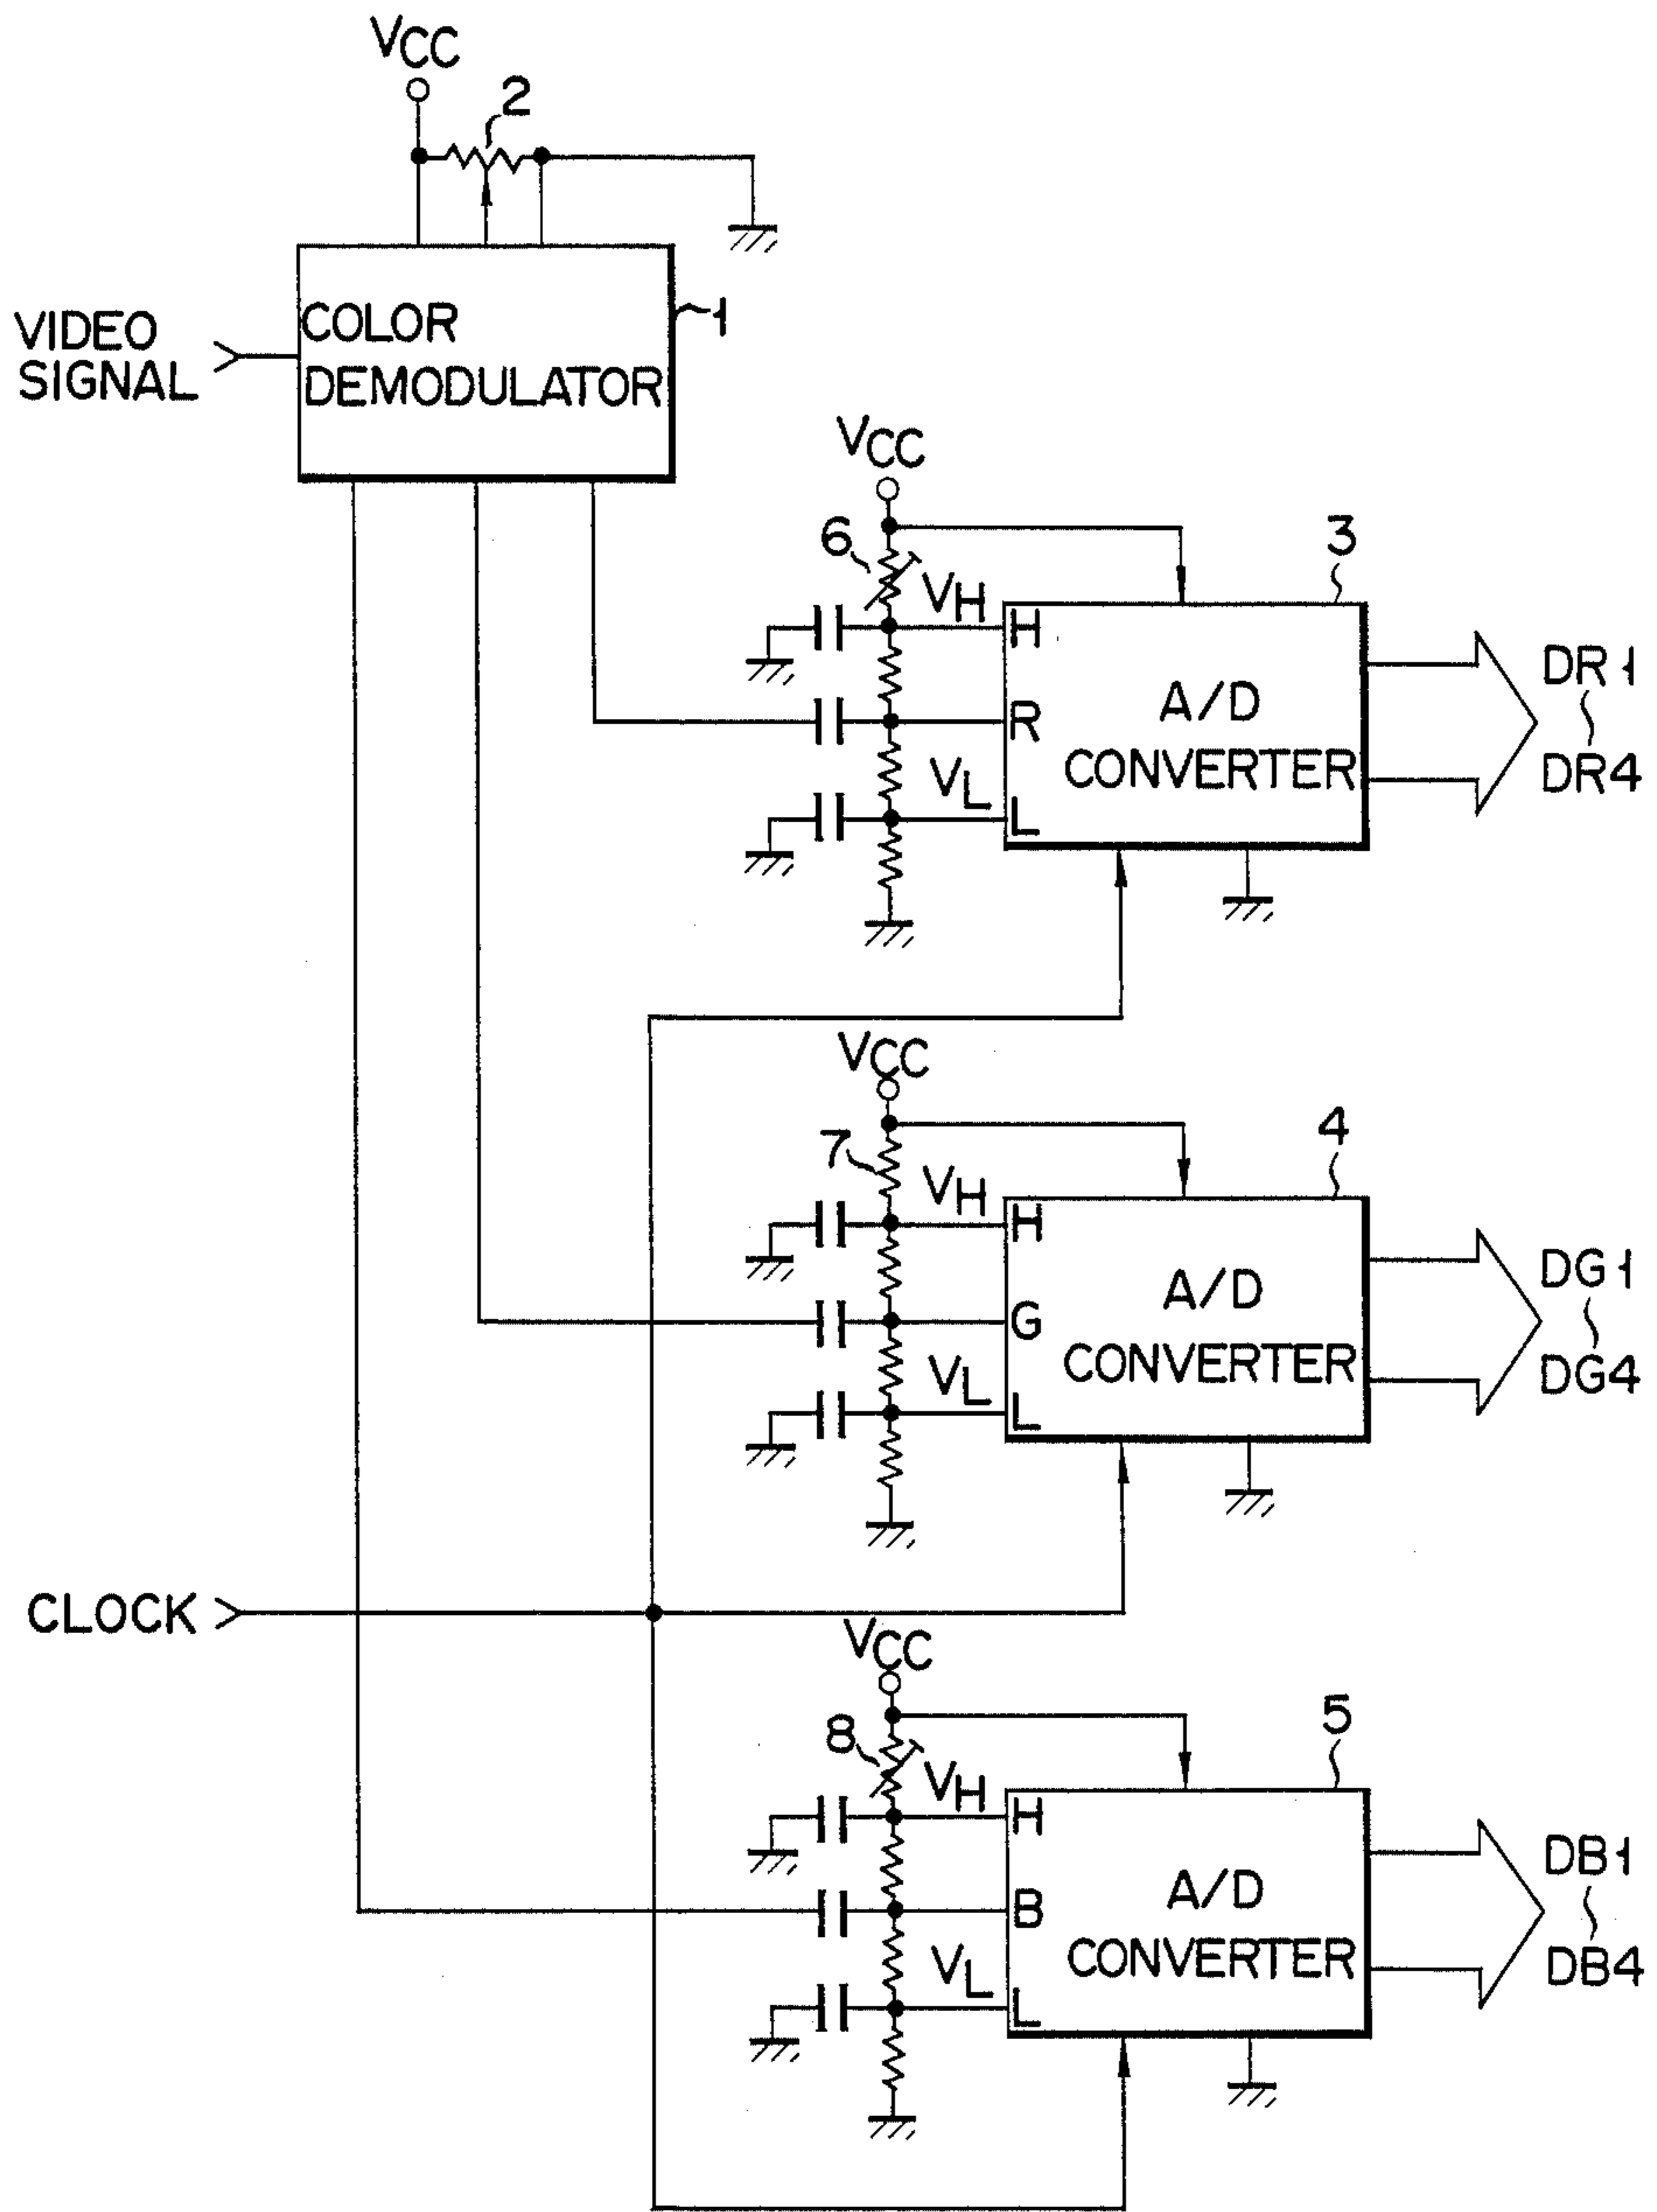 VCC
2
VIDEO
SIGNAL
COLOR
DEMODULATOR
1
VCC
6
VH
3
H
R
VL
L
A/D
CONVERTER
DR1
DR4
VCC
7
VH
4
H
G
VL
L
A/D
CONVERTER
DG1
DG4
CLOCK
VCC
8
VH
5
H
B
VL
L
A/D
CONVERTER
DB1
DB4